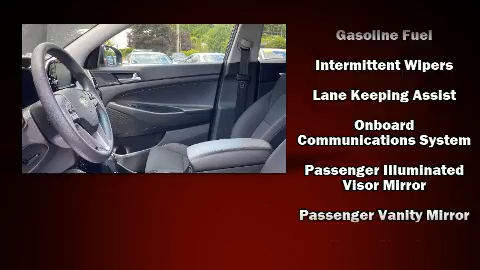 Gasoline Fuel
Intermittent Wipers
Lane Keeping Assist
Onboard
Communications System
Passenger Illuminated
Visor Mirror
Passenger Vanity Mirror